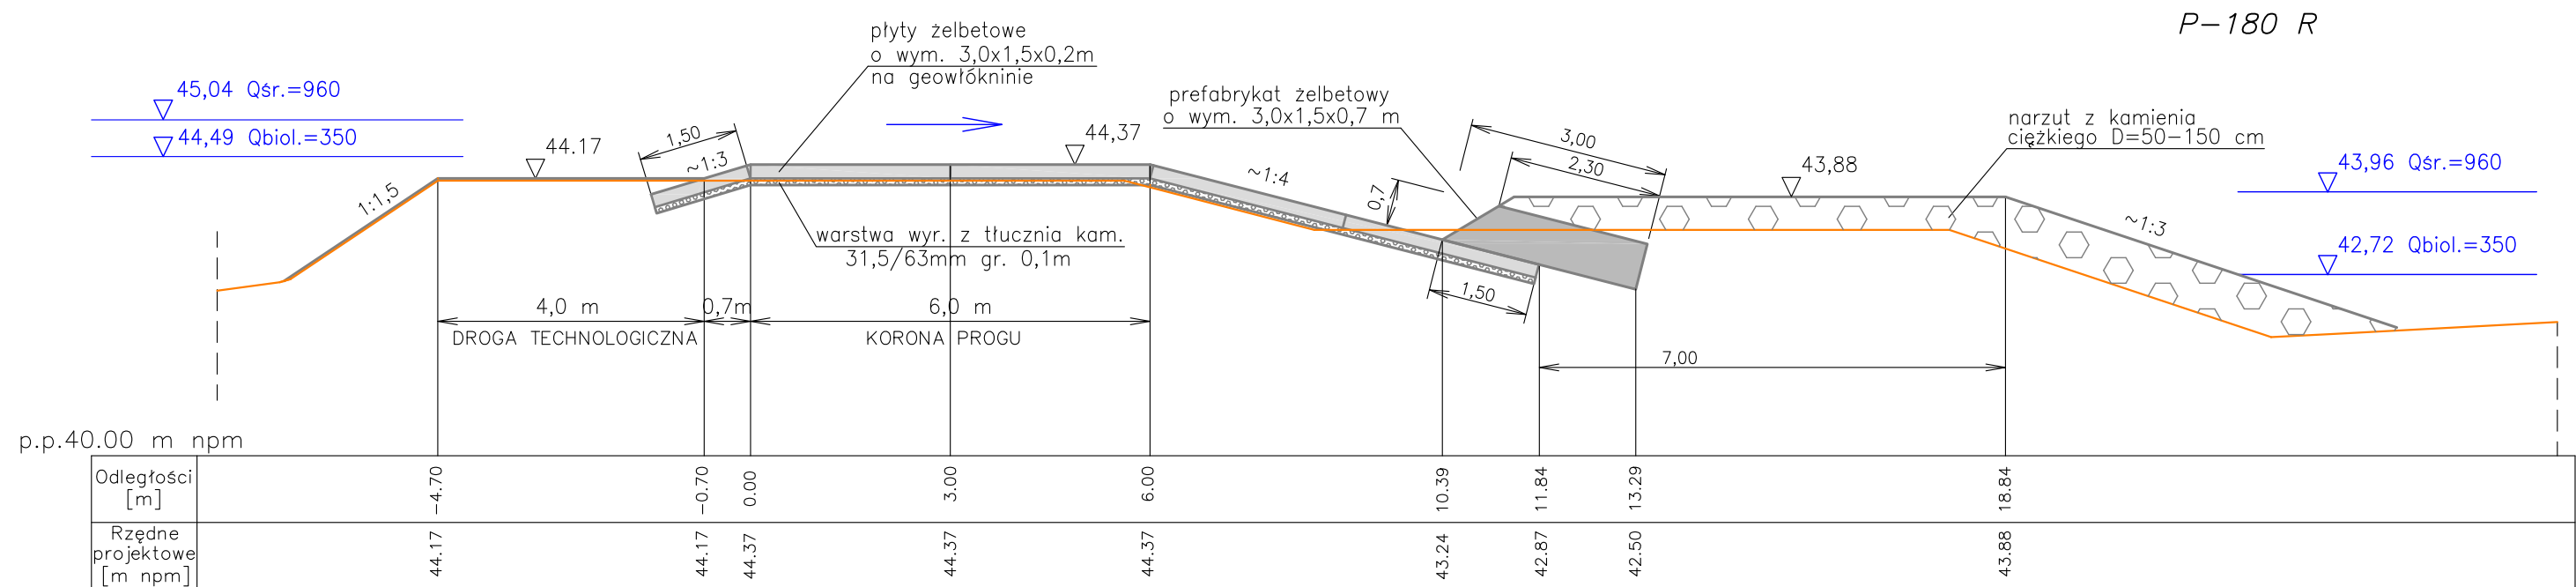 P-180 R
płyty żelbetowe
o wym. 3,0x1,5x0,2m
na geowłókninie
45,04 Qśr.=960
44,49 Qbiol.=350
prefabrykat żelbetowy
o wym. 3,0x1,5x0,7 m
narzut z kamienia
ciężkiego D=50-150 cm
1,50
~1:3
44.17
44,37
3,00
2,30
43,88
43,96 Qśr.=960
1:1,5
~1:4
0,7
~1:3
warstwa wyr. z tłucznia kam.
31,5/63mm gr. 0,1m
42,72 Qbiol.=350
1,50
4,0 m
0,7m
6,0 m
DROGA TECHNOLOGICZNA
KORONA PROGU
7,00
p.p.40.00 m npm
Odległości
[m]
-4.70
-0.70
0.00
3.00
6.00
10.39
11.84
13.29
18.84
Rzędne
projektowe
[m npm]
44.17
44.17
44.37
44.37
44.37
43.24
42.87
42.50
43.88